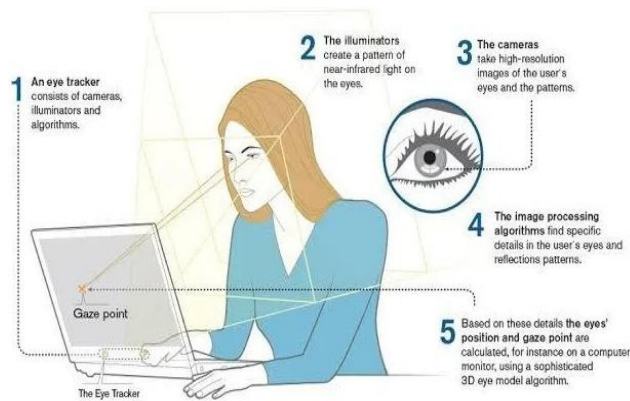 1 An eye tracker
consists of cameras,
illuminators and
algorithms.
2 The illuminators
create a pattern of
near-infrared light on
the eyes.
3 The cameras
take high-resolution
images of the user's
eyes and the patterns.
4 The image processing
algorithms find specific
details in the user's eyes and
reflections patterns.
5 Based on these details the eyes'
position and gaze point are
calculated, for instance on a computer
monitor, using a sophisticated
3D eye model algorithm.
Gaze point
The Eye Tracker